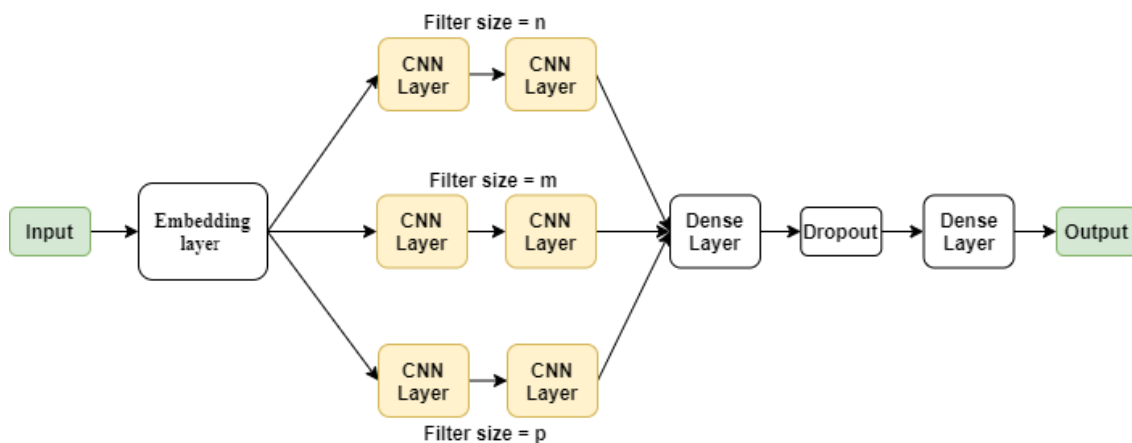 Filter size = n
CNN
Layer
CNN
Layer
Filter size = m
Input
Embedding
layer
CNN
Layer
CNN
Layer
Dense
Layer
Dropout
Dense
Layer
Output
CNN
Layer
CNN
Layer
Filter size = p